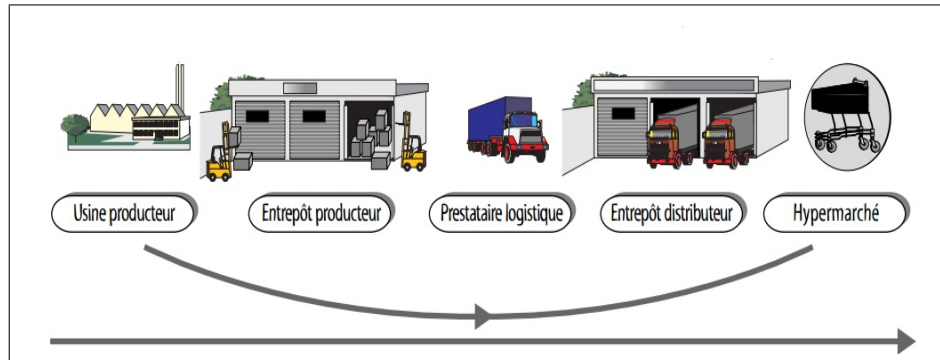 Usine producteur
Entrepôt producteur
Prestataire logistique
Entrepôt distributeur
Hypermarché